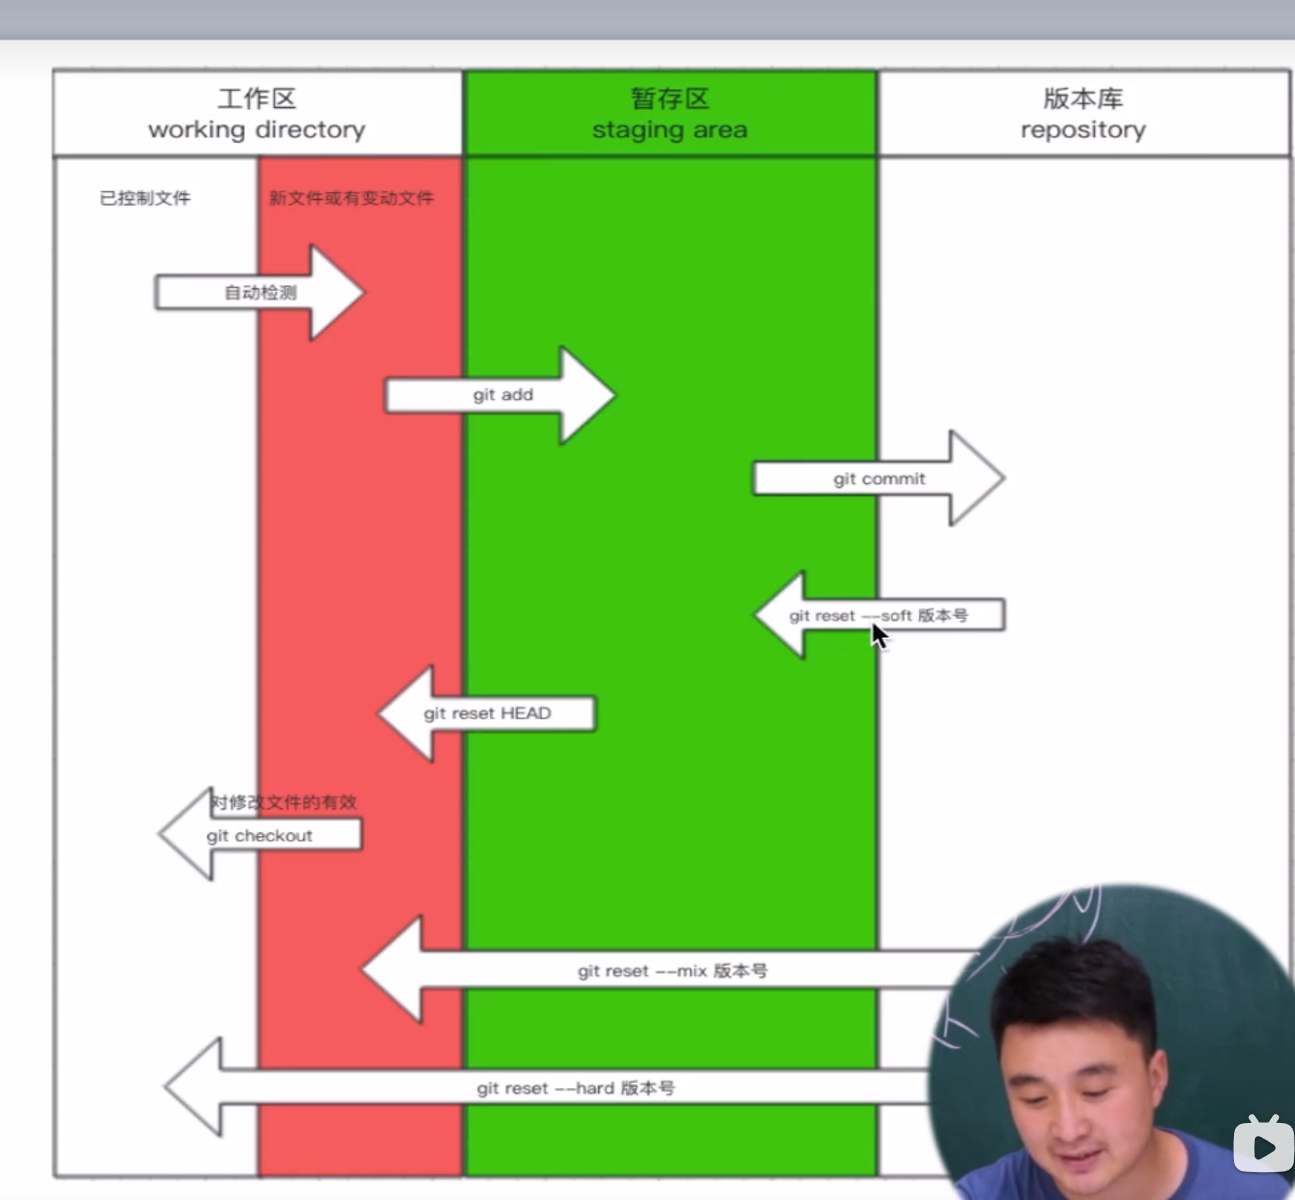 工作区
working directory
暂存区
staging area
版本库
repository
已控制文件
新文件或有变动文件
自动检测
git add
git commit
git reset --soft 版本号
git reset HEAD
对修改文件的有效
git checkout
git reset --mix 版本号
git reset --hard 版本号